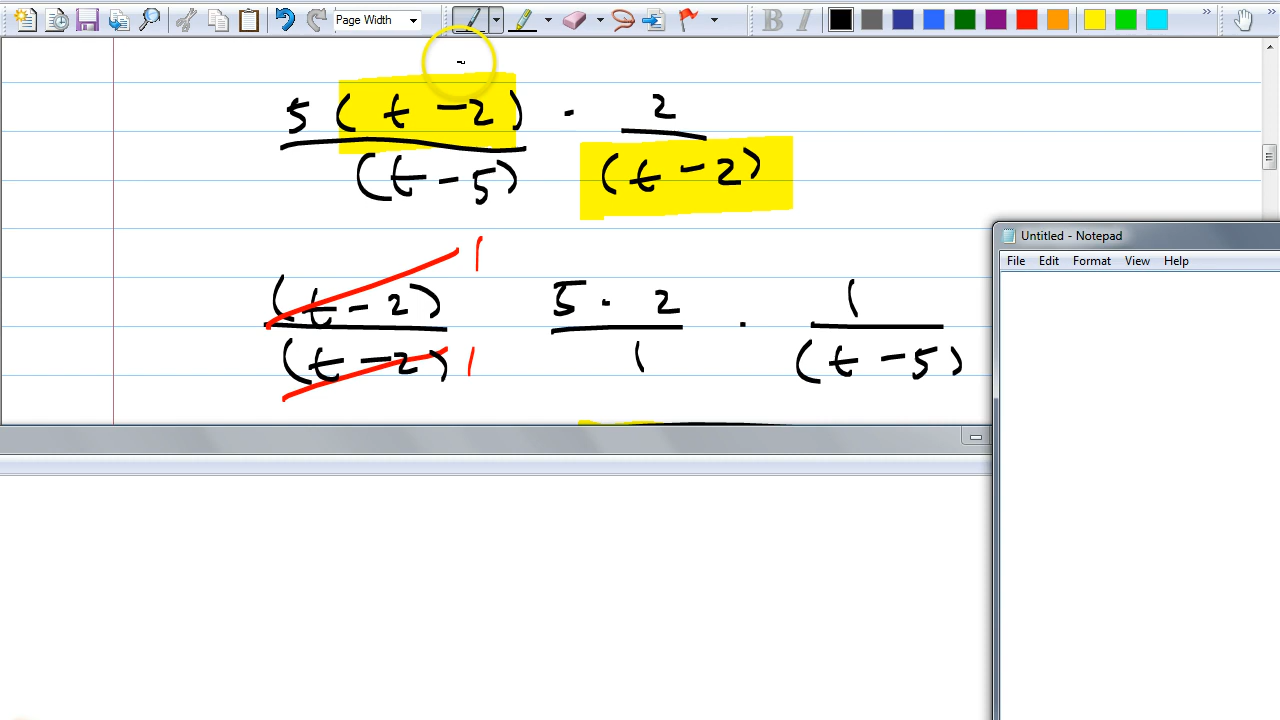 Page Width
B I
5 (t - 2) · 2
(t - 5) (t - 2)
Untitled - Notepad
File Edit Format View Help
1
(t - 2) 5 · 2 · 1
(t - 2) 1 1 (t - 5)